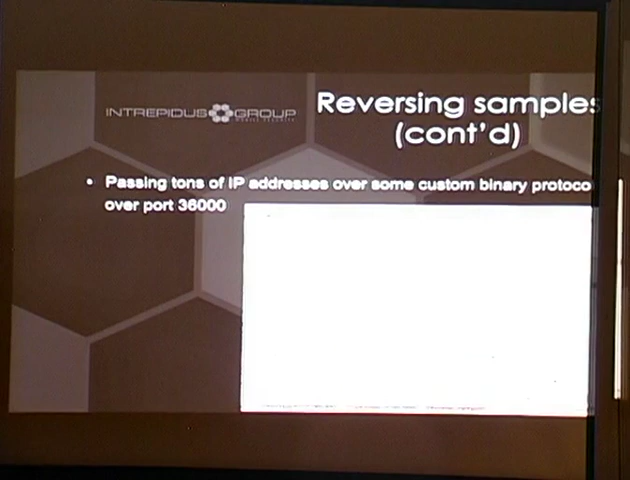 INTREPIDUS GROUP
Reversing samples
(cont'd)
• Passing tons of IP addresses over some custom binary protoco
over port 36000